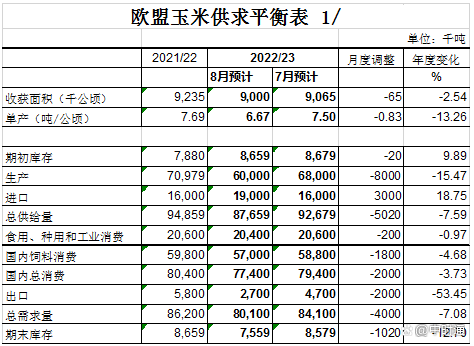 欧盟玉米供求平衡表 1/
单位：千吨
2021/22 2022/23 月度调整 年度变化
8月预计 7月预计 %
收获面积（千公顷） 9,235 9,000 9,065 -65 -2.54
单产（吨/公顷） 7.69 6.67 7.50 -0.83 -13.26
期初库存 7,880 8,659 8,679 -20 9.89
生产 70,979 60,000 68,000 -8000 -15.47
进口 16,000 19,000 16,000 3000 18.75
总供给量 94,859 87,659 92,679 -5020 -7.59
食用、种用和工业消费 20,600 20,400 20,600 -200 -0.97
国内饲料消费 59,800 57,000 58,800 -1800 -4.68
国内总消费 80,400 77,400 79,400 -2000 -3.73
出口 5,800 2,700 4,700 -2000 -53.45
总需求量 86,200 80,100 84,100 -4000 -7.08
期末库存 8,659 7,559 8,579 -1020